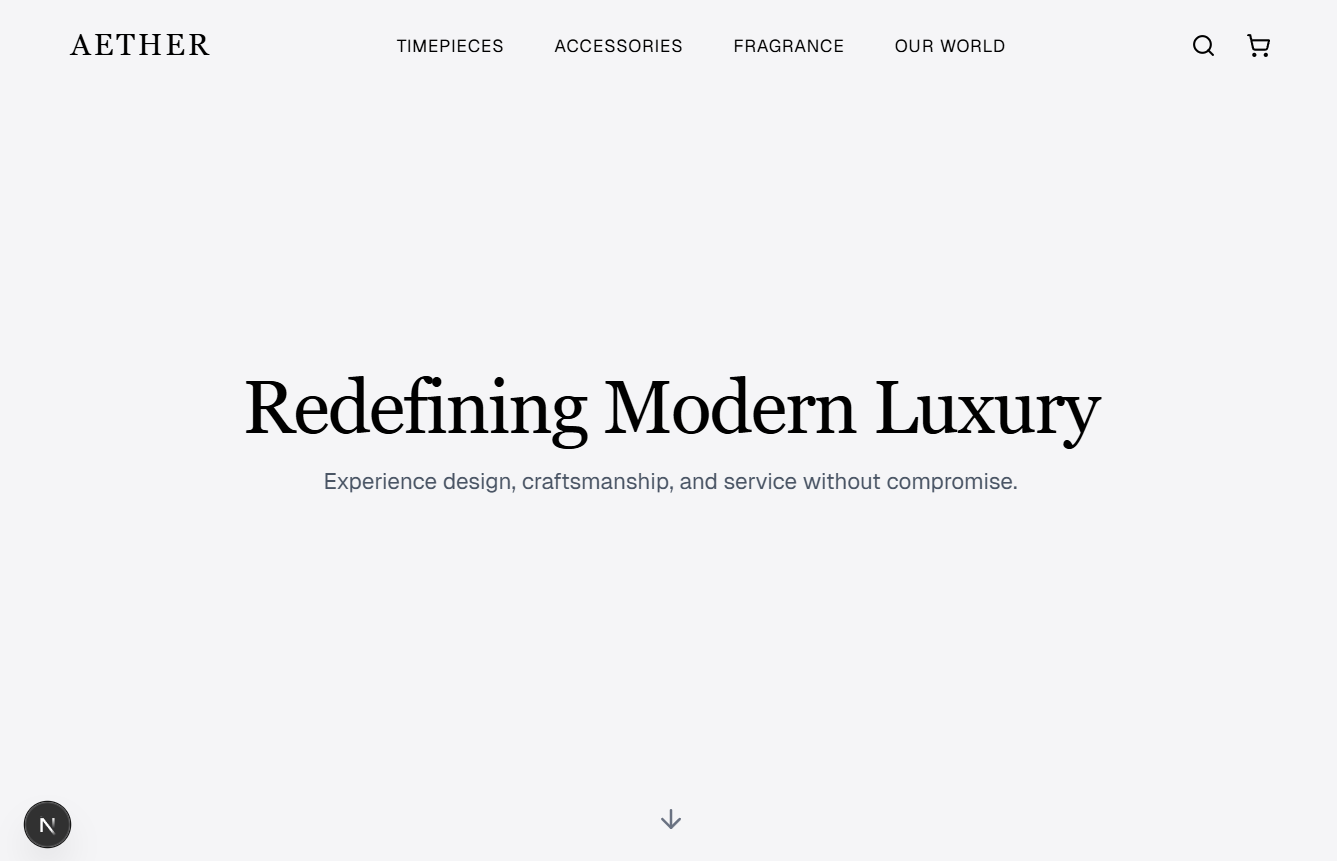 AETHER
TIMEPIECES
ACCESSORIES
FRAGRANCE
OUR WORLD
Redefining Modern Luxury
Experience design, craftsmanship, and service without compromise.
N